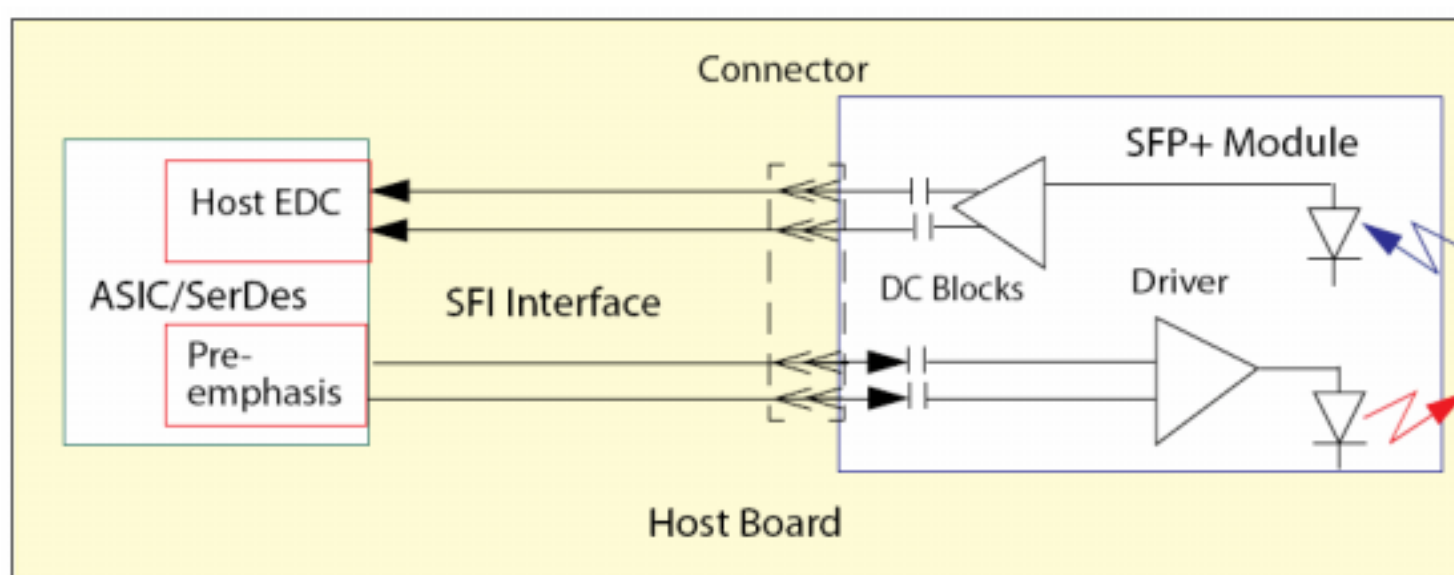 Connector
SFP+ Module
Host EDC
ASIC/SerDes
SFI Interface
DC Blocks
Driver
Pre-
emphasis
Host Board